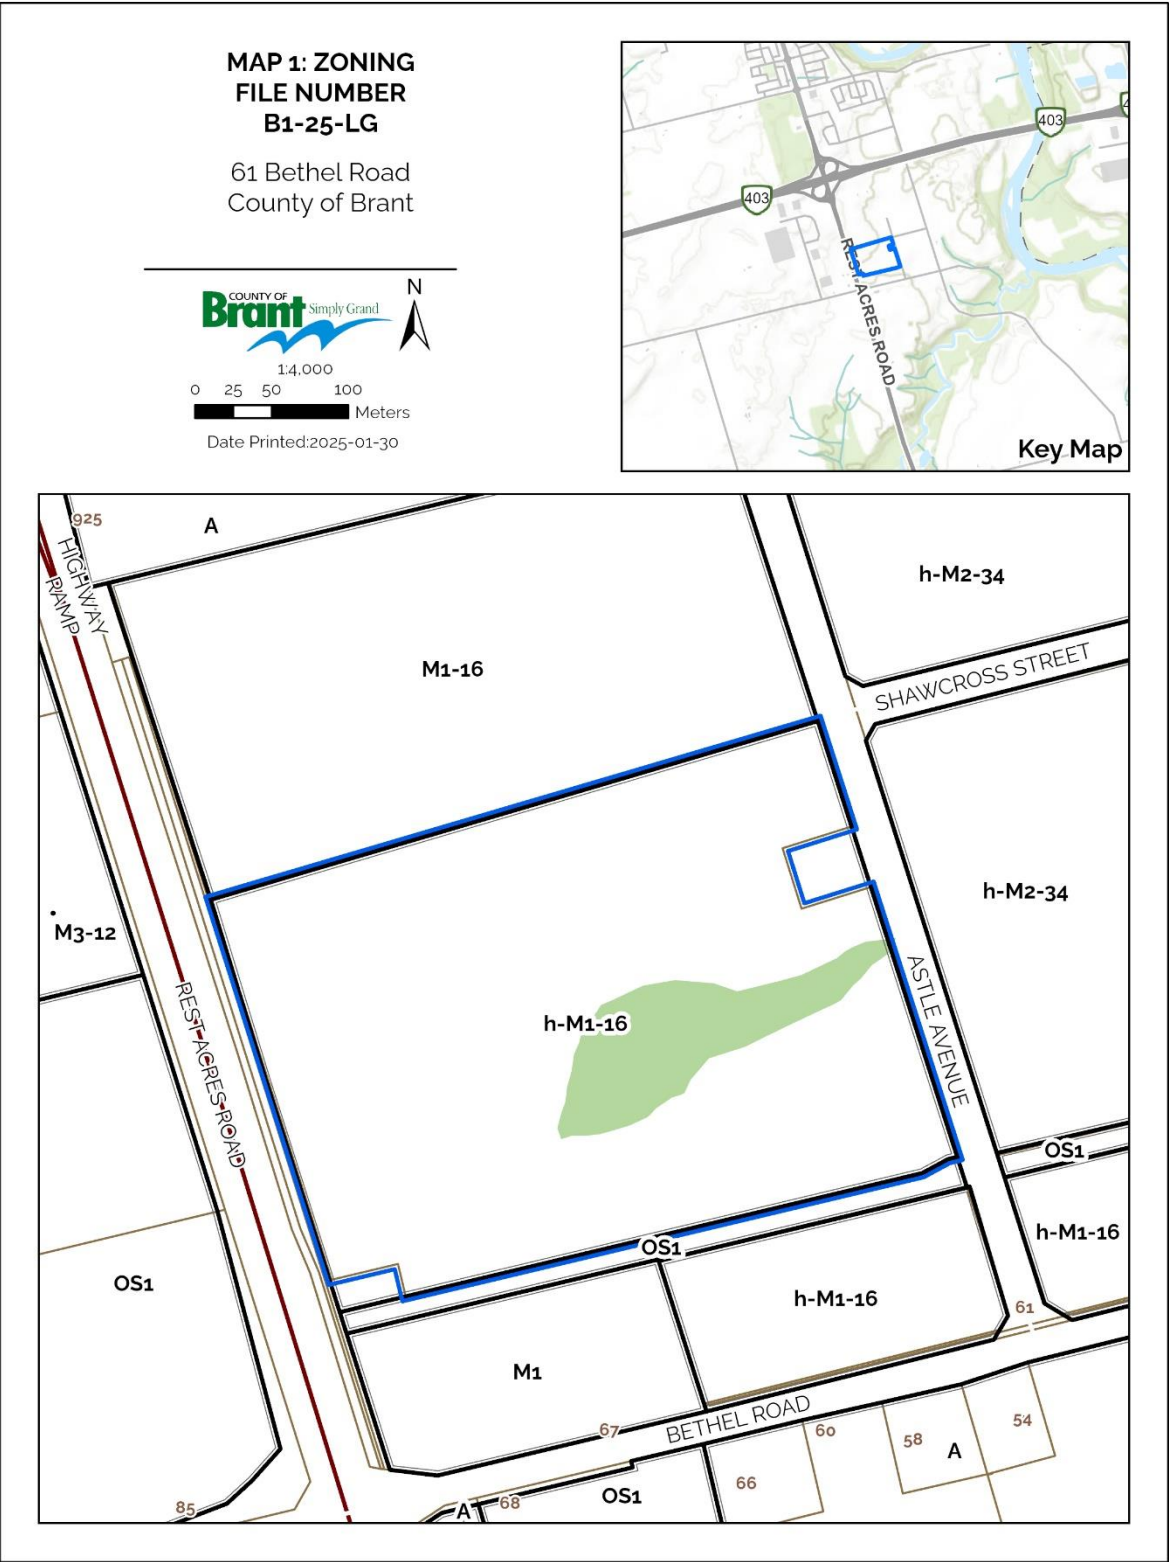 MAP 1: ZONING
FILE NUMBER
B1-25-LG
61 Bethel Road
County of Brant
COUNTY OF
Brant Simply Grand
N
1:4,000
0 25 50 100
Meters
Date Printed:2025-01-30
403
403
REST ACRES ROAD
Key Map
925
A
HIGHWAY
RAMP
h-M2-34
M1-16
SHAWCROSS STREET
h-M2-34
M3-12
ASTLE AVENUE
REST ACRES ROAD
h-M1-16
OS1
h-M1-16
OS1
OS1
h-M1-16
61
M1
67
BETHEL ROAD
60
58
A
54
66
OS1
68
A
85